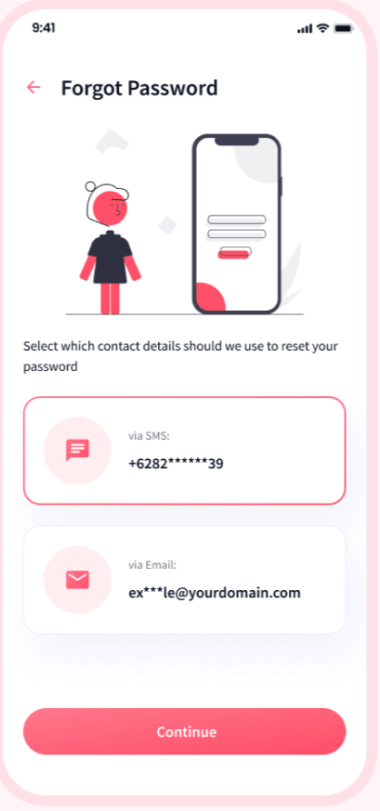 9:41
Forgot Password
Select which contact details should we use to reset your
password
via SMS:
+6282******39
via Email:
ex***le@yourdomain.com
Continue